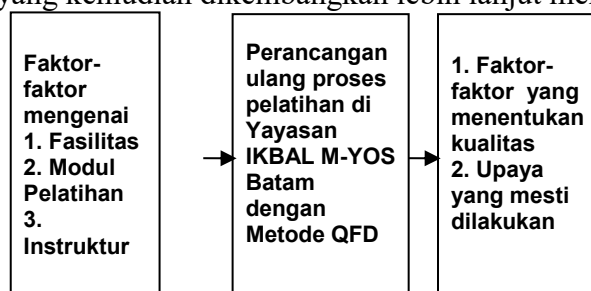 yang kemudian dikembangkan lebih lanjut
Faktor-
faktor
mengenai
1. Fasilitas
2. Modul
Pelatihan
3.
Instruktur
Perancangan
ulang proses
pelatihan di
Yayasan
IKBAL M-YOS
Batam
dengan
Metode QFD
1. Faktor-
faktor yang
menentukan
kualitas
2. Upaya
yang mesti
dilakukan